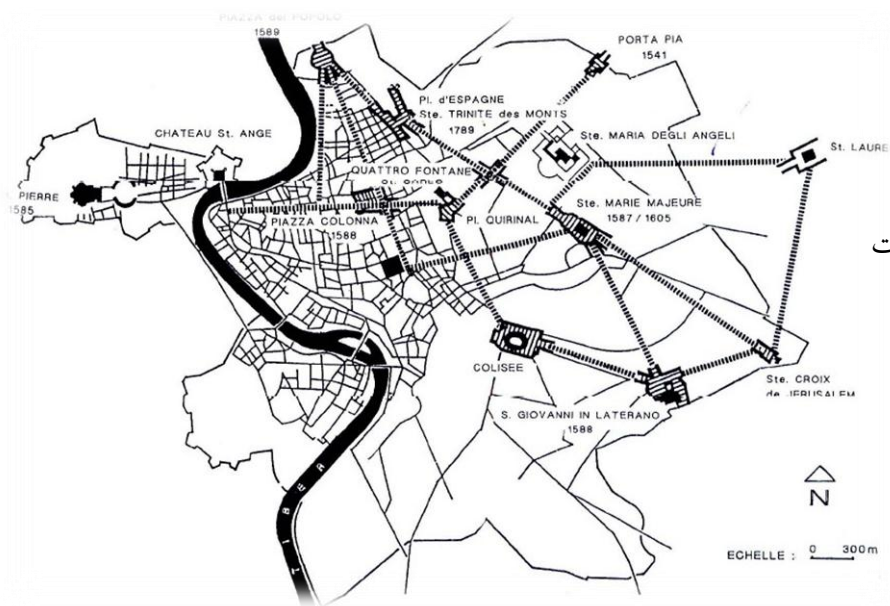 PIAZZA del POPOLO
1589
PORTA PIA
1541
Pl. d'ESPAGNE
Ste. TRINITE des MONTS
1789
CHATEAU St. ANGE
Ste. MARIA DEGLI ANGELI
St. LAURE
QUATTRO FONTANE
PIERRE
1585
Ste. MARIE MAJEURE
1587 / 1605
PIAZZA COLONNA
1588
Pl. QUIRINAL
ت
COLISEE
Ste. CROIX
de JERUSALEM
S. GIOVANNI IN LATERANO
1588
TIBER
N
ECHELLE : 0 300m